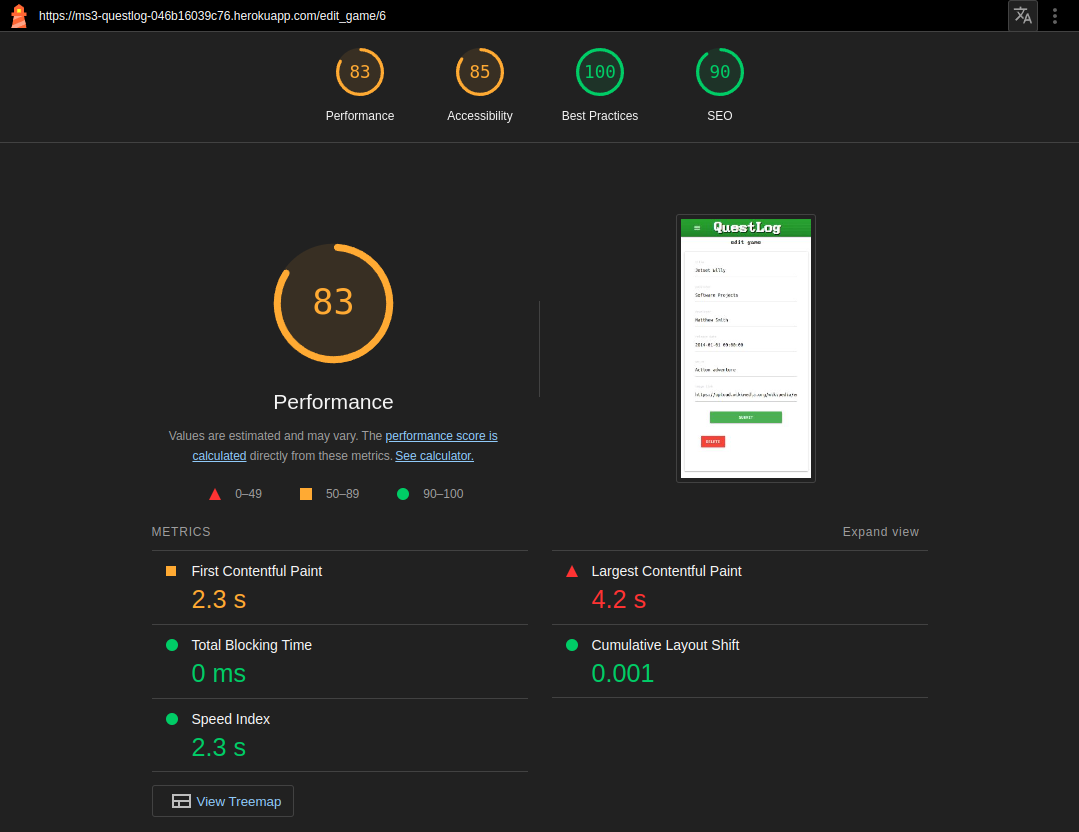 https://ms3-questlog-046b16039c76.herokuapp.com/edit_game/6
83
85
100
90
Performance
Accessibility
Best Practices
SEO
QuestLog
edit game
Jetset Willy
Software Projects
Matthew Smith
2014-01-01 00:00:00
Action adventure
SUBMIT
DELETE
83
Performance
Values are estimated and may vary. The performance score is
calculated directly from these metrics. See calculator.
0–49
50–89
90–100
METRICS
Expand view
First Contentful Paint
2.3 s
Largest Contentful Paint
4.2 s
Total Blocking Time
0 ms
Cumulative Layout Shift
0.001
Speed Index
2.3 s
View Treemap